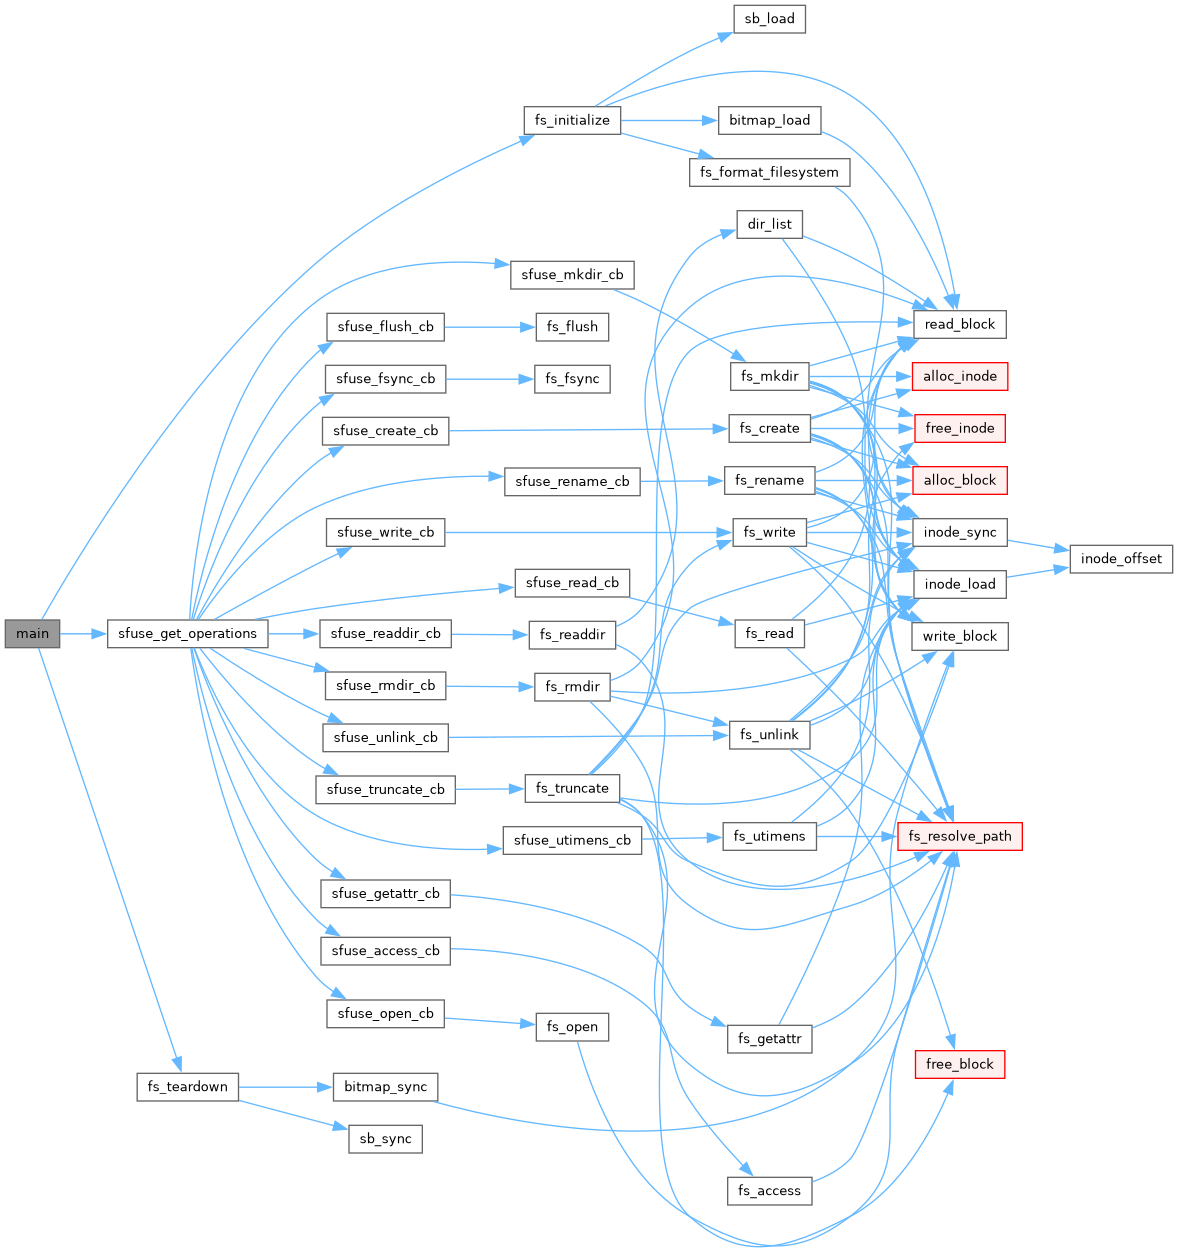 sb_load
fs_initialize
bitmap_load
fs_format_filesystem
dir_list
sfuse_mkdir_cb
sfuse_flush_cb
fs_flush
read_block
fs_mkdir
alloc_inode
sfuse_fsync_cb
fs_fsync
sfuse_create_cb
fs_create
free_inode
sfuse_rename_cb
fs_rename
alloc_block
sfuse_write_cb
fs_write
inode_sync
inode_offset
sfuse_read_cb
inode_load
main
sfuse_get_operations
sfuse_readdir_cb
fs_readdir
fs_read
write_block
sfuse_rmdir_cb
fs_rmdir
sfuse_unlink_cb
fs_unlink
sfuse_truncate_cb
fs_truncate
sfuse_utimens_cb
fs_utimens
fs_resolve_path
sfuse_getattr_cb
sfuse_access_cb
sfuse_open_cb
fs_open
fs_getattr
free_block
fs_teardown
bitmap_sync
sb_sync
fs_access